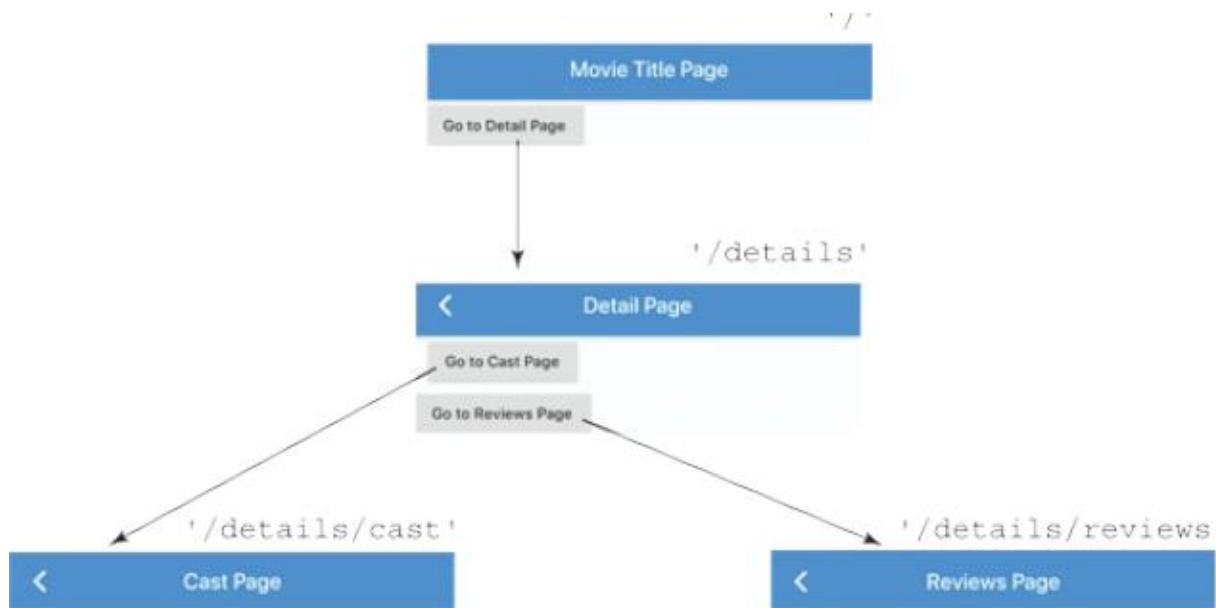 '/'
Movie Title Page
Go to Detail Page
'/details'
Detail Page
Go to Cast Page
Go to Reviews Page
'/details/cast'
'/details/reviews
Cast Page
Reviews Page